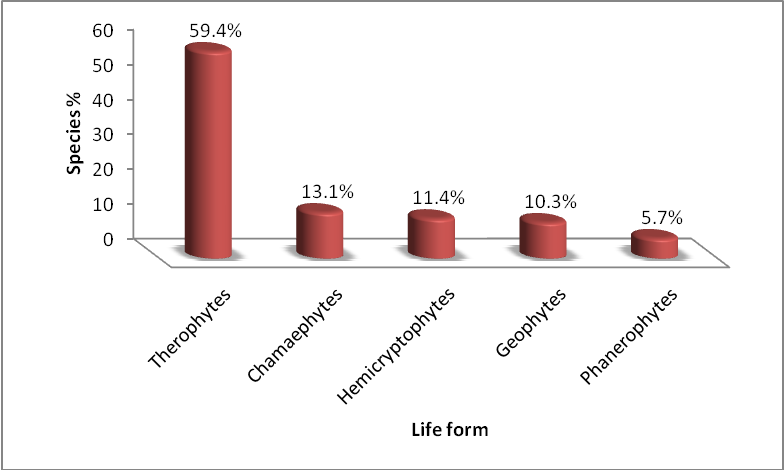 60
50
40
30
20
10
0
Species %
59.4%
13.1%
11.4%
10.3%
5.7%
Therophytes
Chamaephytes
Hemicryptophytes
Geophytes
Phanerophytes
Life form